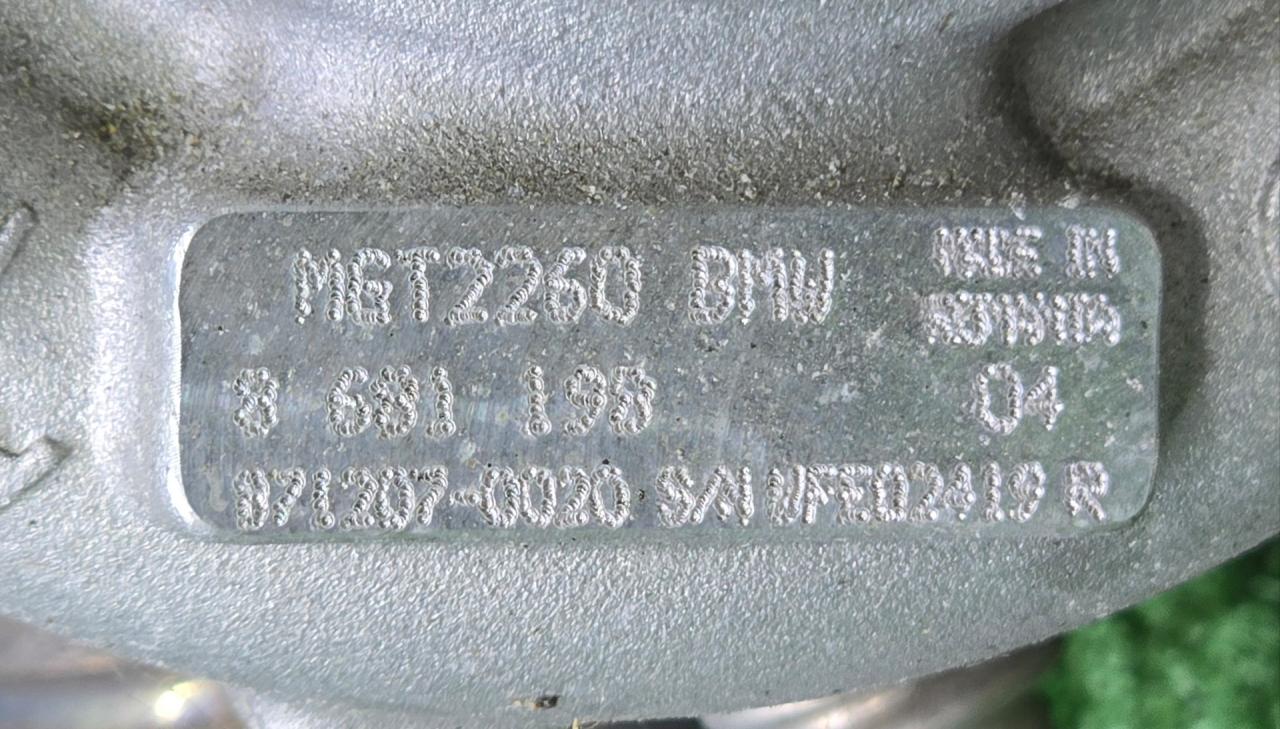 MGT2260 BMW
MADE IN
ROMANIA
8 681 198
04
871207-0020 S/N UFE02419 R